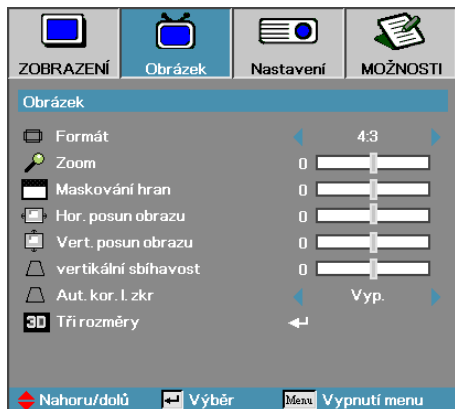 ZOBRAZENÍ Obrázek Nastavení MOŽNOSTI
Obrázek
Formát 4:3
Zoom 0
Maskování hran 0
Hor. posun obrazu 0
Vert. posun obrazu 0
vertikální sbíhavost 0
Aut. kor. l. zkr Vyp.
3D Tři rozměry
Nahoru/dolů Výběr Menu Vypnutí menu